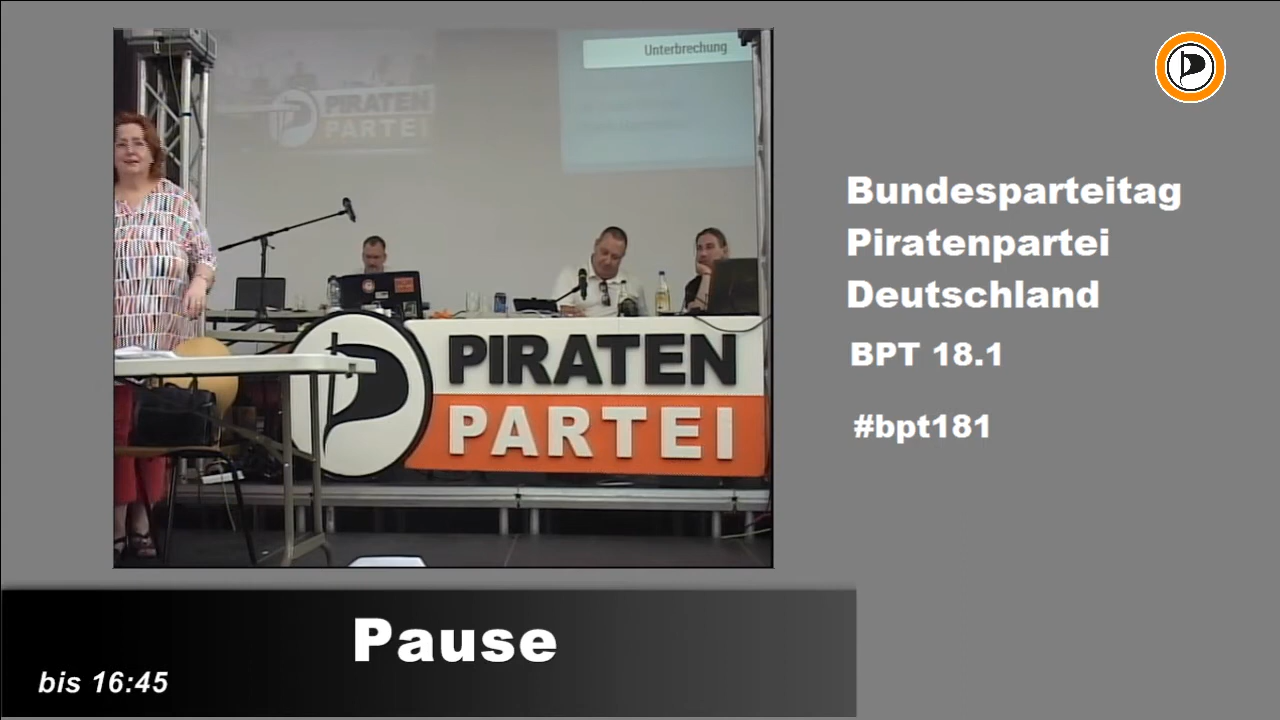 Unterbrechung
PIRATEN
PARTEI
PIRATEN
PARTEI
Bundesparteitag
Piratenpartei
Deutschland
BPT 18.1
#bpt181
Pause
bis 16:45